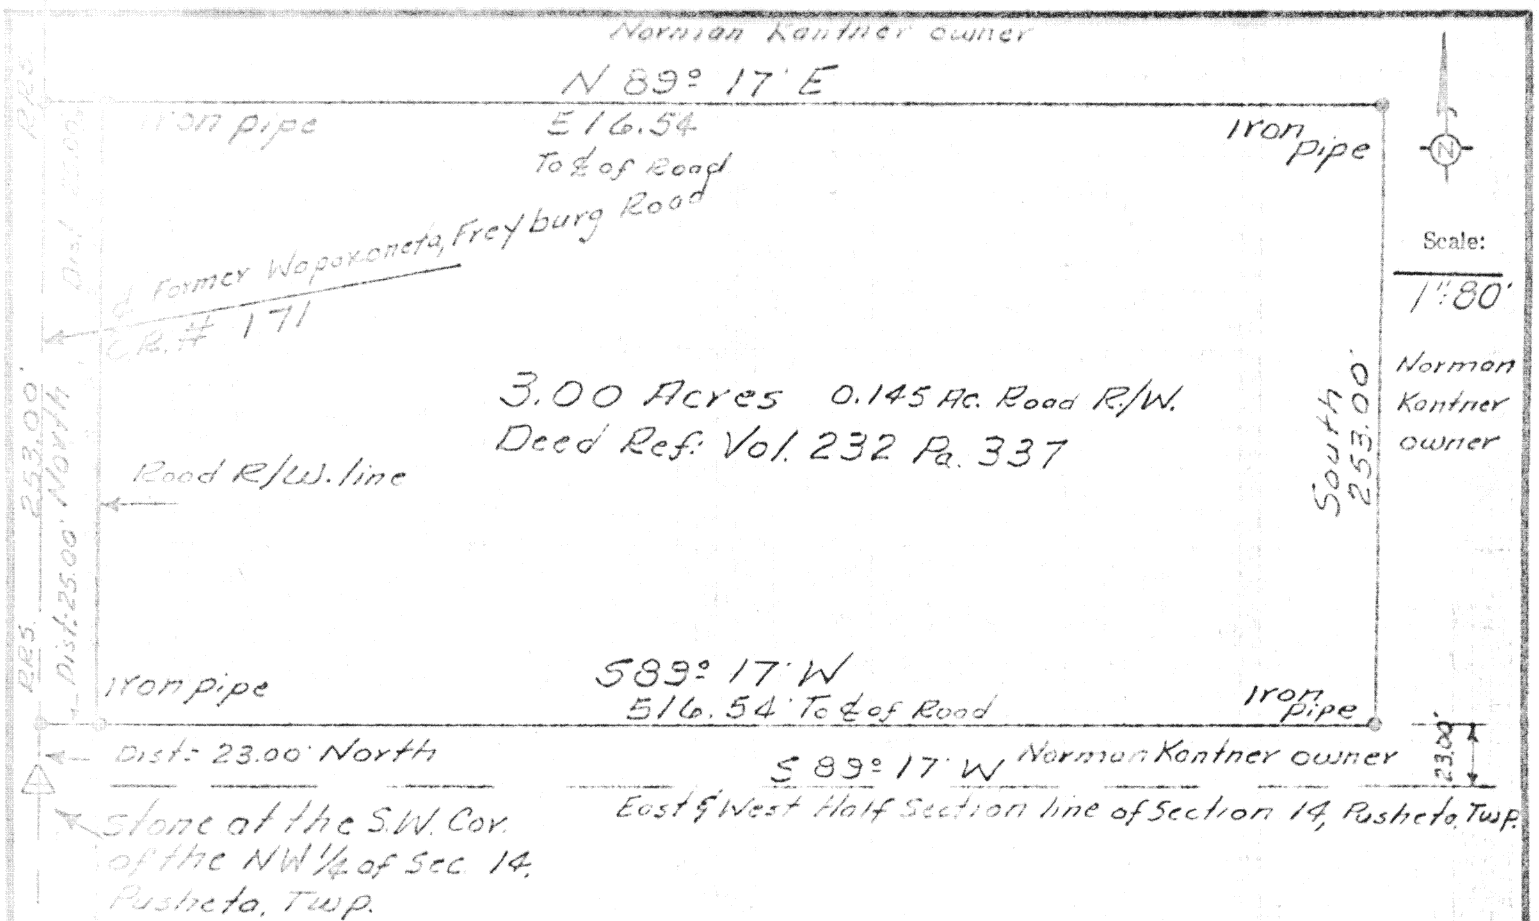 Norman Kantner owner
N 89° 17' E
516.54
To ℄ of Road
Iron pipe
Iron pipe
RRS
Dist 25.00'
℄ Former Wapakoneta, Freyburg Road
C.R. # 171
Scale:
1":80'
Norman
Kantner
owner
3.00 Acres 0.145 Ac. Road R/W.
Deed Ref: Vol. 232 Pg. 337
South
253.00'
253.00'
Dist: 25.00' North
Road R/W. line
RRS
Iron pipe
S 89° 17' W
516.54' To ℄ of Road
Iron pipe
Dist: 23.00' North
S 89° 17' W Norman Kantner owner
23.00'
East & West Half Section line of Section 14, Pusheta, Twp.
Stone at the S.W. Cor.
of the NW 1/4 of Sec. 14,
Pusheta, Twp.